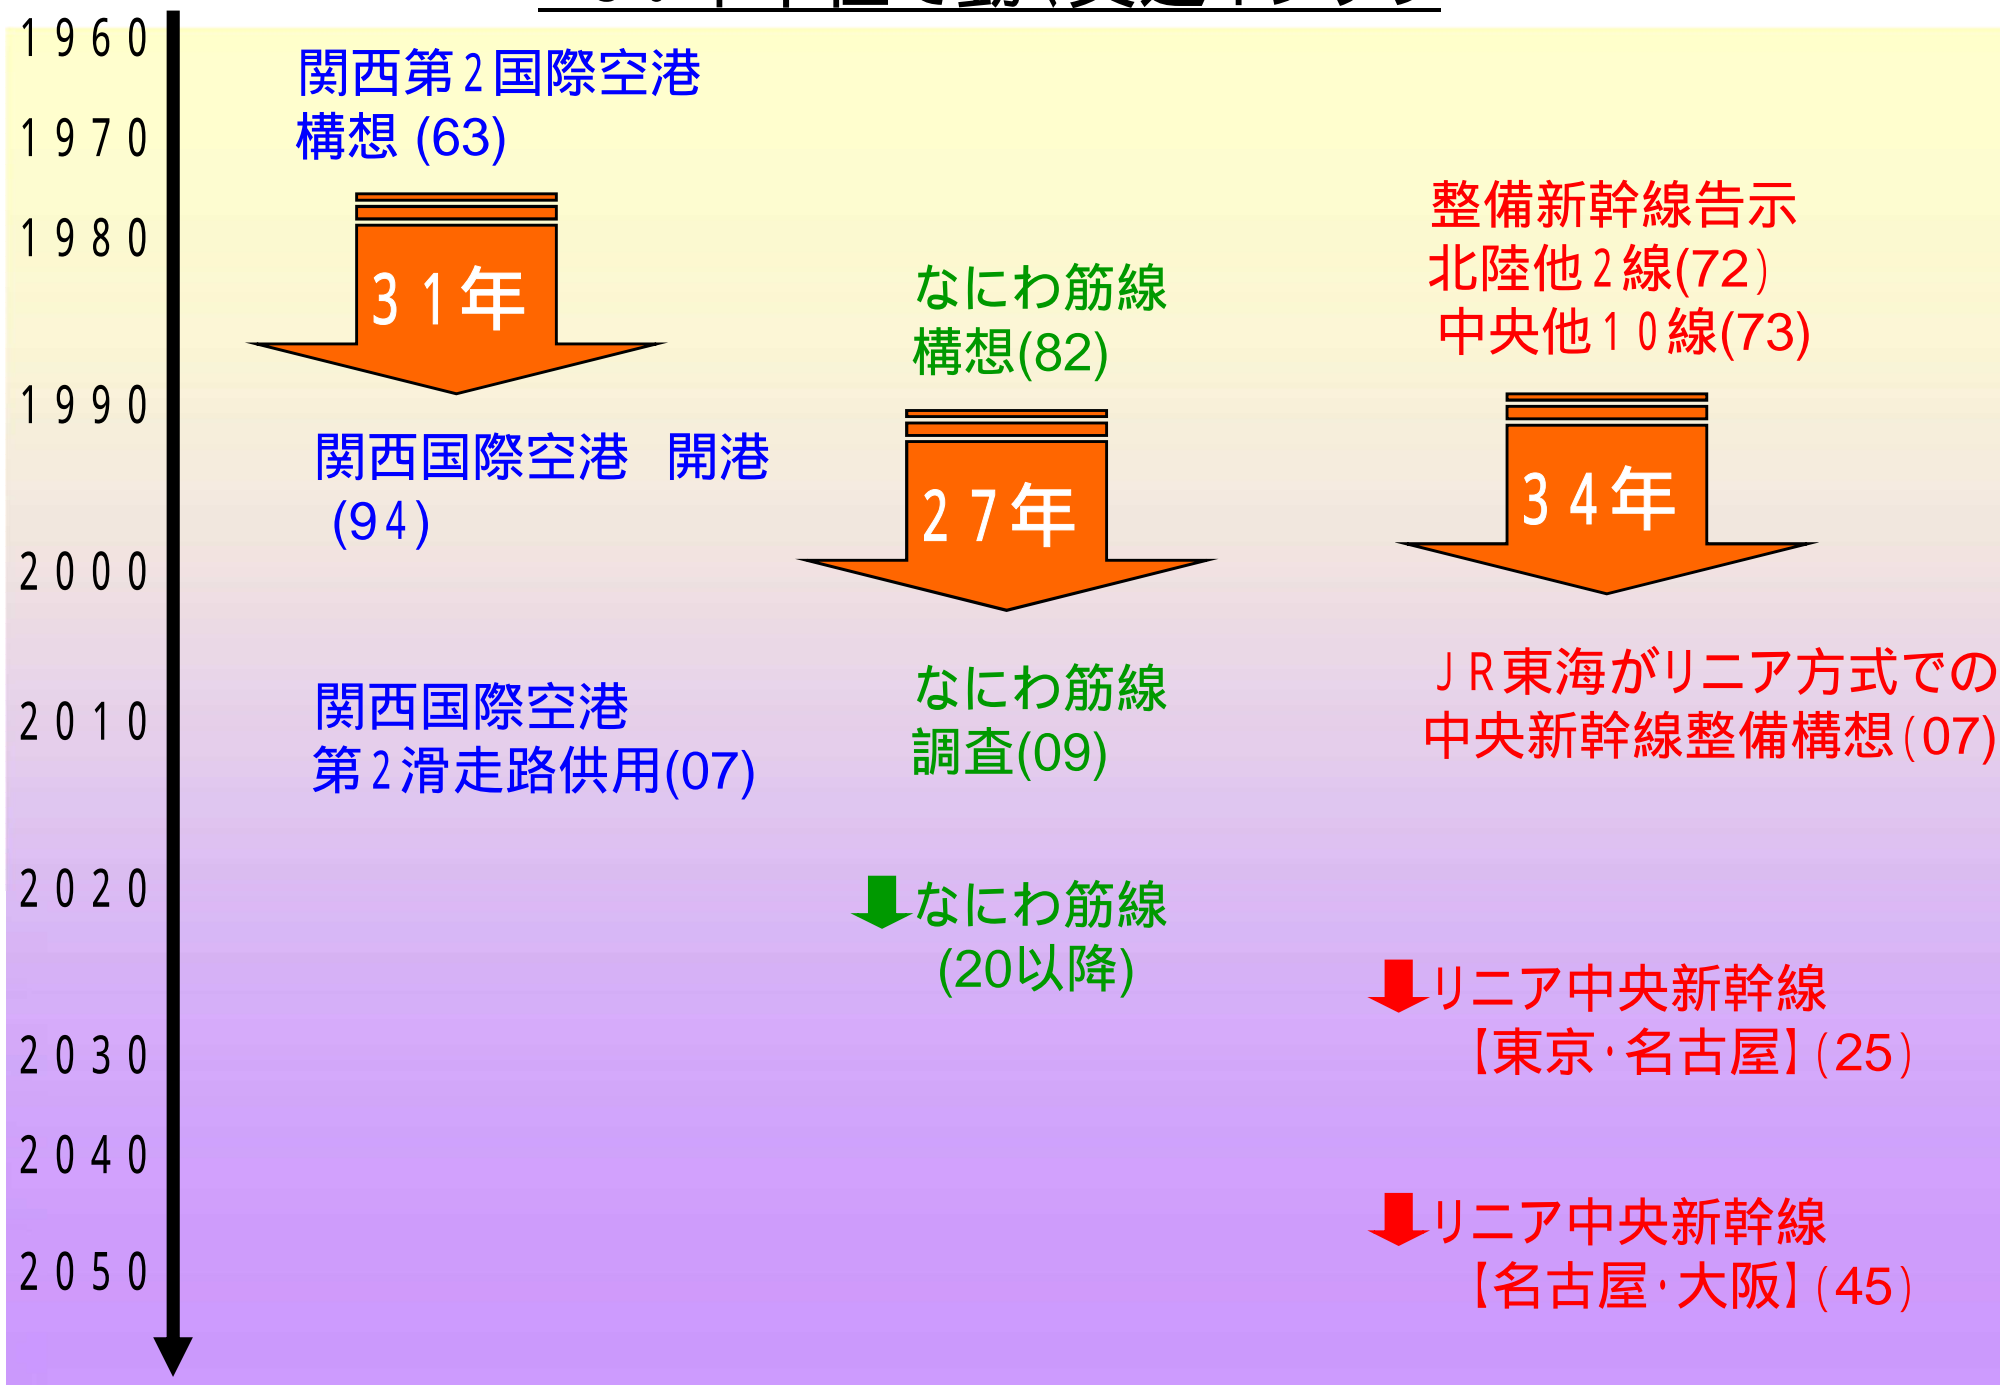 1960
1970
1980
1990
2000
2010
2020
2030
2040
2050
関西第2国際空港
構想 (63)
31年
関西国際空港 開港
(94)
関西国際空港
第2滑走路供用(07)
なにわ筋線
構想(82)
27年
なにわ筋線
調査(09)
なにわ筋線
(20以降)
整備新幹線告示
北陸他2線(72)
中央他10線(73)
34年
JR東海がリニア方式での
中央新幹線整備構想(07)
リニア中央新幹線
【東京・名古屋】(25)
リニア中央新幹線
【名古屋・大阪】(45)